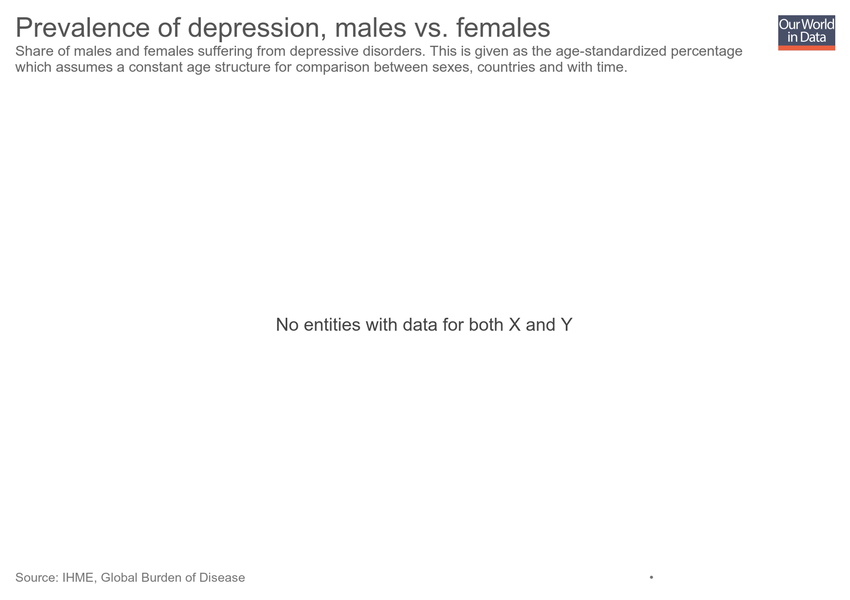 Prevalence of depression, males vs. females
Our World
in Data
Share of males and females suffering from depressive disorders. This is given as the age-standardized percentage
which assumes a constant age structure for comparison between sexes, countries and with time.
No entities with data for both X and Y
Source: IHME, Global Burden of Disease
•